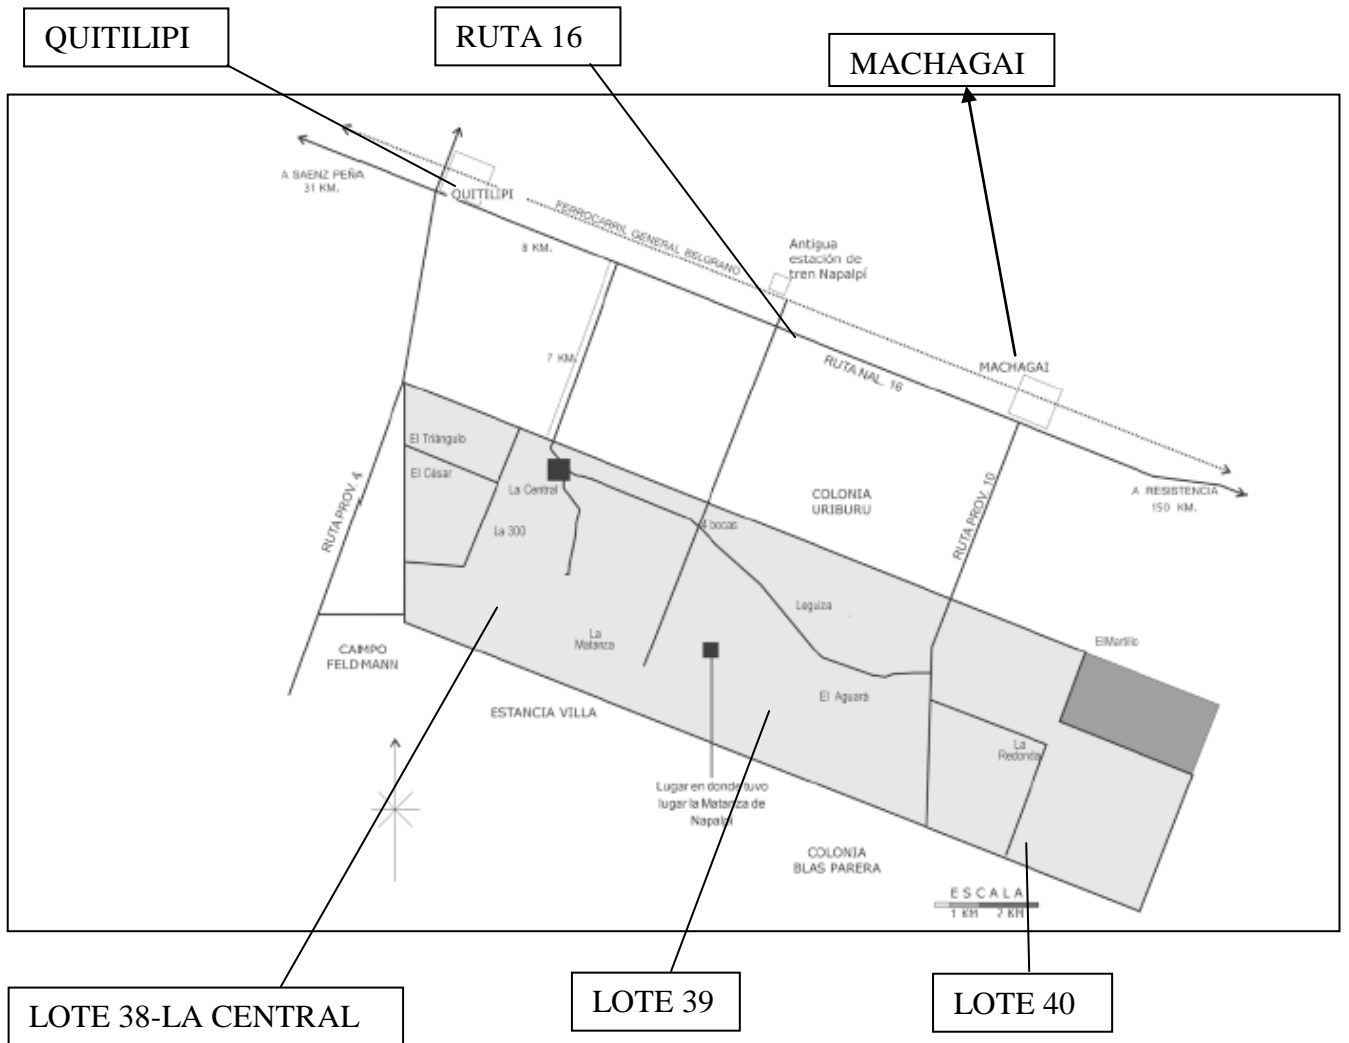 QUITILIPI
RUTA 16
MACHAGAI
A SAENZ PEÑA
31 KM.
QUITILIPI
8 KM.
FERROCARRIL GENERAL BELGRANO
Antigua
estación de
tren Napalpí
7 KM.
RUTA NAL. 16
MACHAGAI
A RESISTENCIA
150 KM.
RUTA PROV. 4
El Triángulo
El César
La Central
La 300
4 bocas
COLONIA
URIBURU
RUTA PROV. 10
Leguiza
El Martillo
La
Matanza
El Aguará
La
Redonda
CAMPO
FELDMANN
ESTANCIA VILLA
Lugar en donde tuvo
lugar la Matanza de
Napalpí
COLONIA
BLAS PARERA
ESCALA
1 KM 2 KM
LOTE 38-LA CENTRAL
LOTE 39
LOTE 40